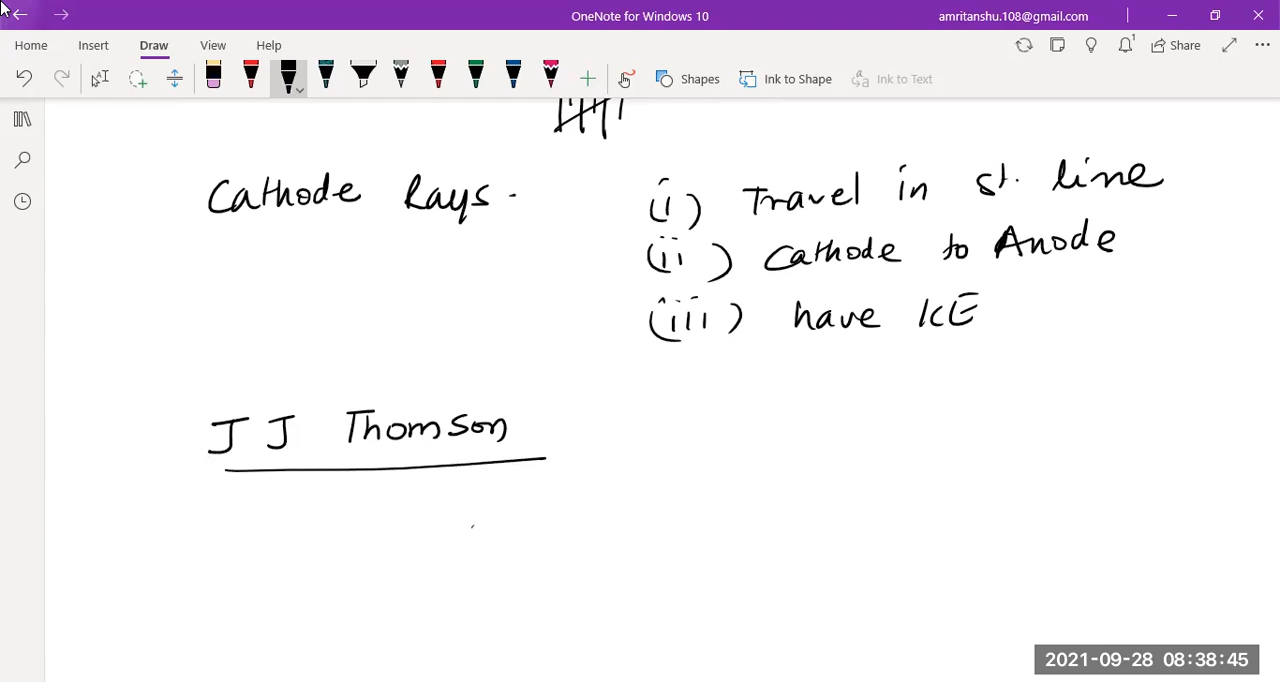 OneNote for Windows 10
amritanshu.108@gmail.com
Home Insert Draw View Help
Share
Shapes Ink to Shape Ink to Text
Cathode Rays. (i) Travel in st. line
(ii) Cathode to Anode
(iii) have KE
J J Thomson
2021-09-28 08:38:45